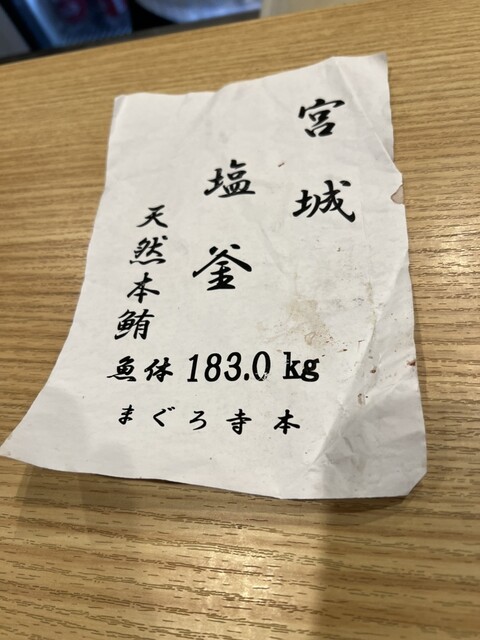 宮城
塩釜
天然本鮪
魚体 183.0 kg
まぐろ寺本